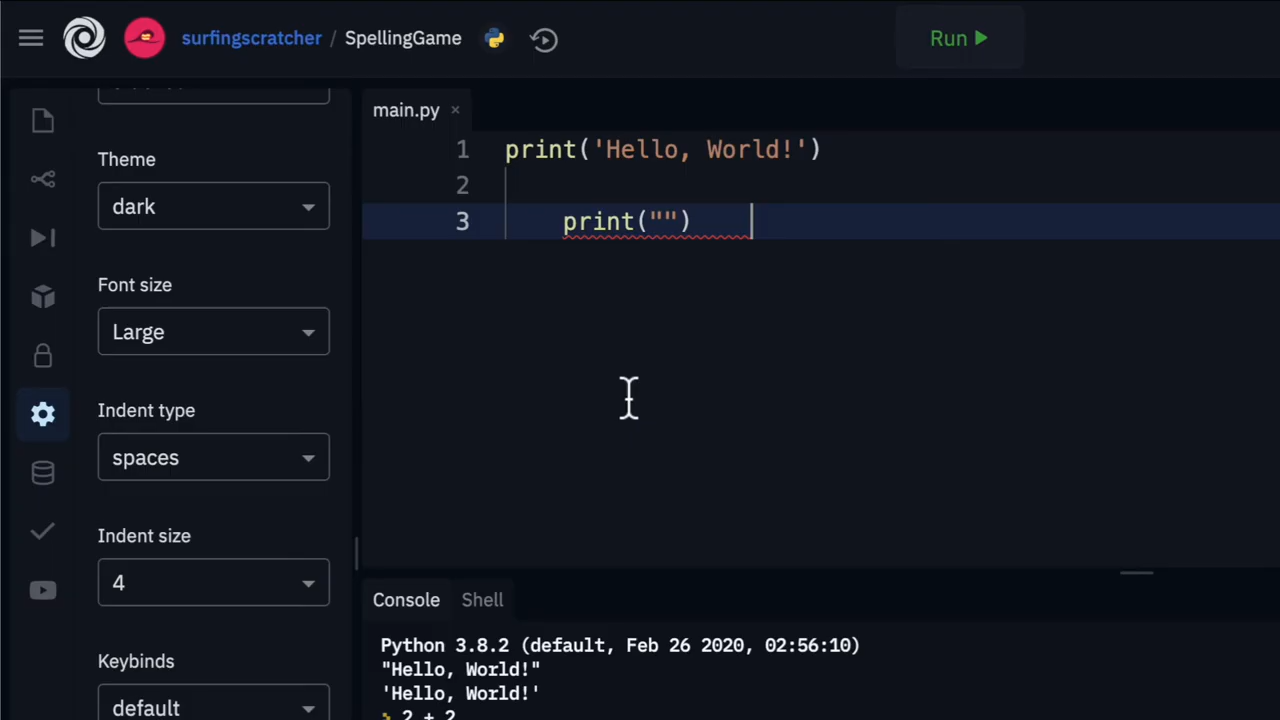 surfingscratcher / SpellingGame
Run
main.py ×
Theme
dark
Font size
Large
Indent type
spaces
Indent size
4
Keybinds
default
1 print('Hello, World!')
2
3 print("")
Console Shell
Python 3.8.2 (default, Feb 26 2020, 02:56:10)
"Hello, World!"
'Hello, World!'
2 + 2